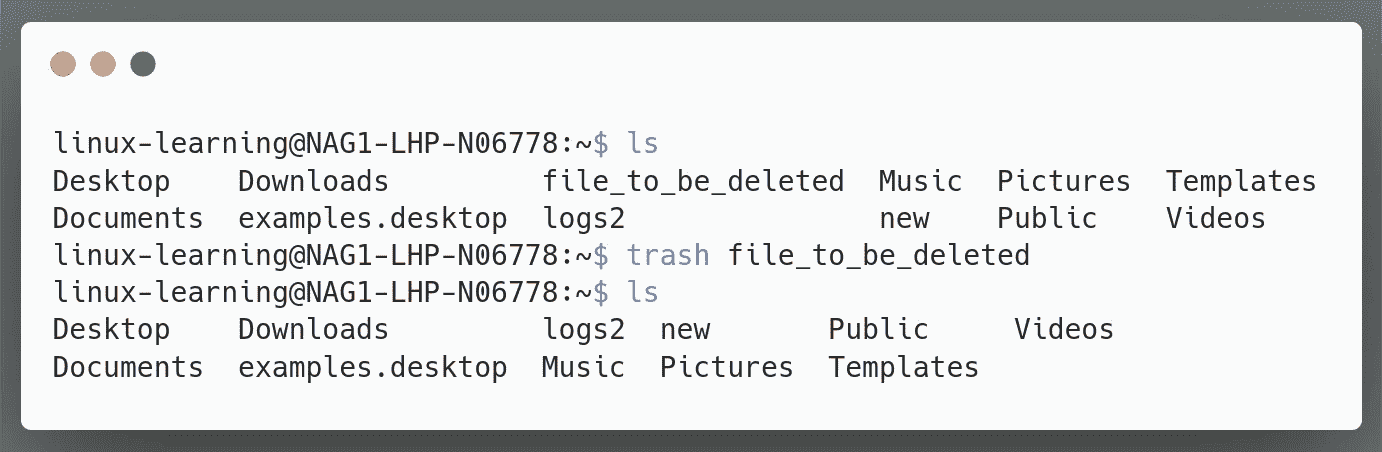 linux-learning@NAG1-LHP-N06778:~$ ls
Desktop    Downloads         file_to_be_deleted  Music  Pictures  Templates
Documents  examples.desktop  logs2               new    Public    Videos
linux-learning@NAG1-LHP-N06778:~$ trash file_to_be_deleted
linux-learning@NAG1-LHP-N06778:~$ ls
Desktop    Downloads         logs2  new       Public     Videos
Documents  examples.desktop  Music  Pictures  Templates